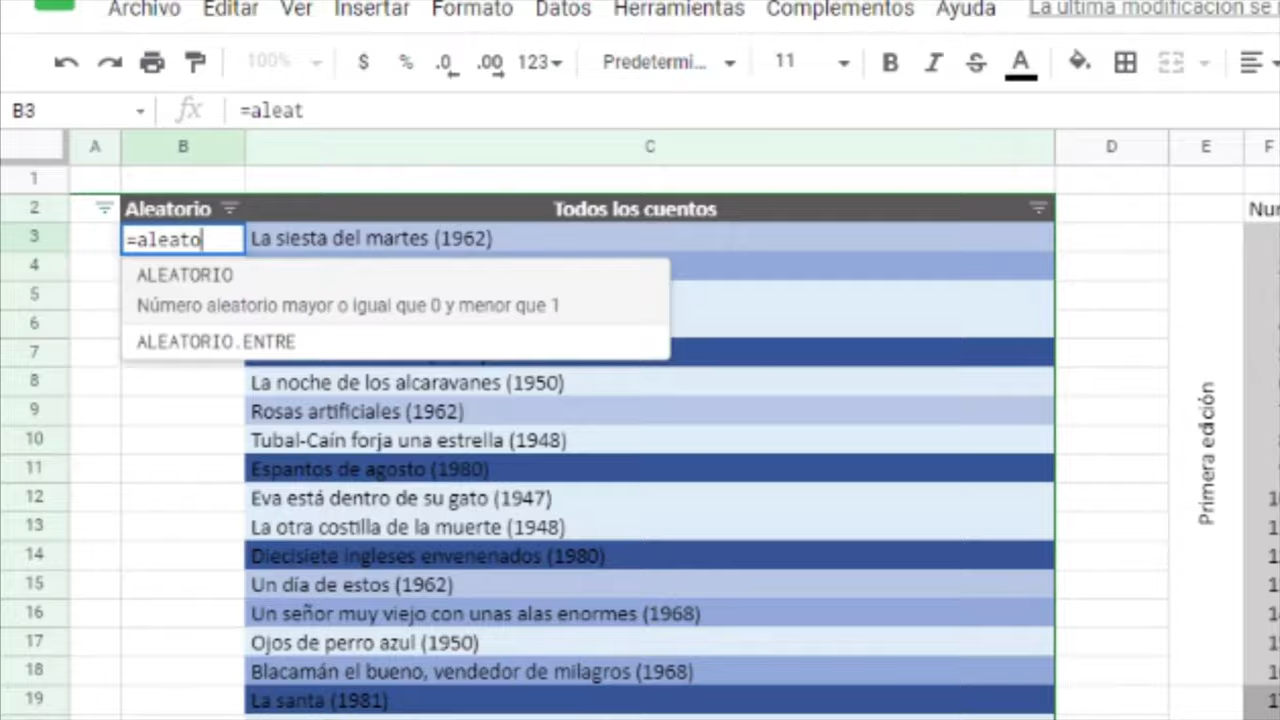 Archivo Editar Ver Insertar Formato Datos Herramientas Complementos Ayuda La última modificación se
100% $ % .0 .00 123 Predetermi... 11 B I S A
B3 fx =aleat
A B C D E F
1
2 Aleatorio Todos los cuentos
3 =aleato La siesta del martes (1962)
4
ALEATORIO
5
Número aleatorio mayor o igual que 0 y menor que 1
6
ALEATORIO.ENTRE
7
8 La noche de los alcaravanes (1950)
9 Rosas artificiales (1962)
10 Tubal-Caín forja una estrella (1948)
11 Espantos de agosto (1980)
12 Eva está dentro de su gato (1947)
13 La otra costilla de la muerte (1948)
14 Diecisiete ingleses envenenados (1980)
15 Un día de estos (1962)
16 Un señor muy viejo con unas alas enormes (1968)
17 Ojos de perro azul (1950)
18 Blacamán el bueno, vendedor de milagros (1968)
19 La santa (1981)
Primera edición